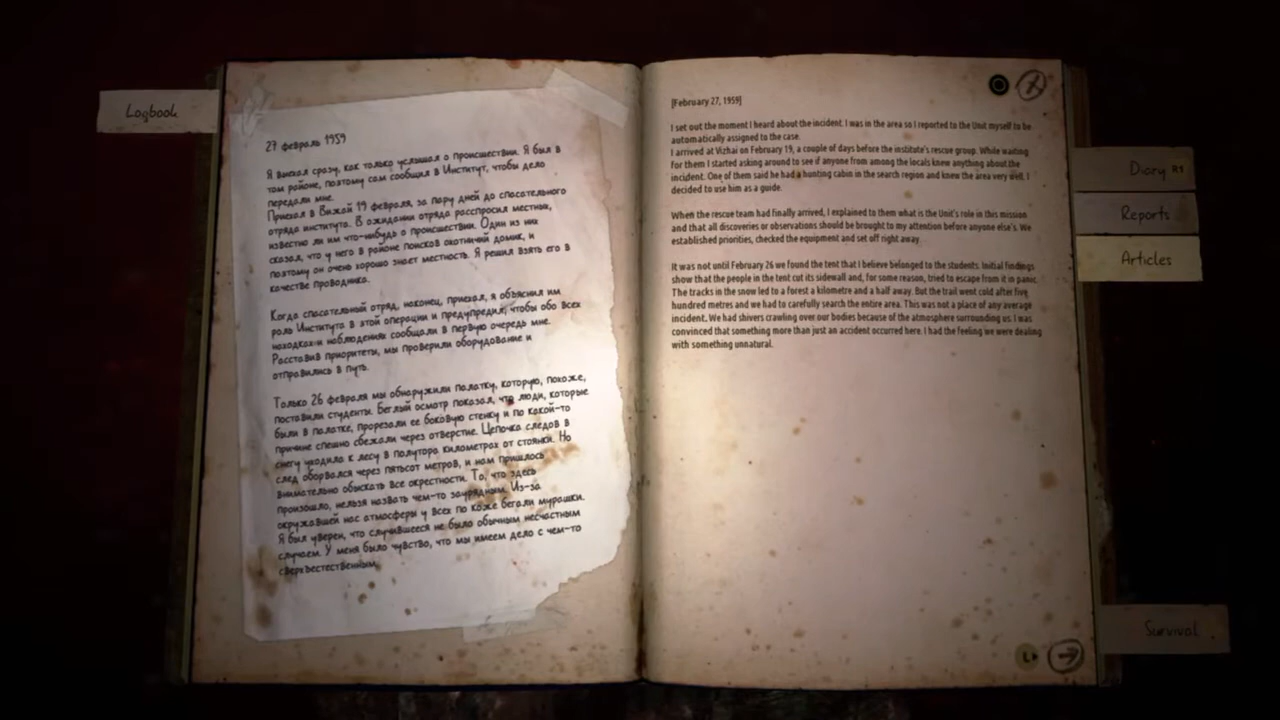 Logbook
27 февраль 1959
Я выехал сразу, как только услышал о происшествии. Я был в
том районе, поэтому сам сообщил в Институт, чтобы дело
передали мне.
Приехал в Вижай 19 февраля, за пару дней до спасательного
отряда института. В ожидании отряда расспросил местных,
известно ли им что-нибудь о происшествии. Один из них
сказал, что у него в районе поисков охотничий домик, и
поэтому он очень хорошо знает местность. Я решил взять его в
качестве проводника.
Когда спасательный отряд, наконец, приехал, я объяснил им
роль Института в этой операции и предупредил, чтобы обо всех
находках и наблюдениях сообщали в первую очередь мне.
Расставив приоритеты, мы проверили оборудование и
отправились в путь.
Только 26 февраля мы обнаружили палатку, которую, похоже,
поставили студенты. Беглый осмотр показал, что люди, которые
были в палатке, прорезали ее боковую стенку и по какой-то
причине спешно сбежали через отверстие. Цепочка следов в
снегу уходила к лесу в полутора километрах от стоянки. Но
след оборвался через пятьсот метров, и нам пришлось
внимательно обыскать все окрестности. То, что здесь
произошло, нельзя назвать чем-то заурядным. Из-за
окружавшей нас атмосферы у всех по коже бегали мурашки.
Я был уверен, что случившееся не было обычным несчастным
случаем. У меня было чувство, что мы имеем дело с чем-то
сверхъестественным.
[February 27, 1959]
I set out the moment I heard about the incident. I was in the area so I reported to the Unit myself to be
automatically assigned to the case.
I arrived at Vizhai on February 19, a couple of days before the institute's rescue group. While waiting
for them I started asking around to see if anyone from among the locals knew anything about the
incident. One of them said he had a hunting cabin in the search region and knew the area very well. I
decided to use him as a guide.
When the rescue team had finally arrived, I explained to them what is the Unit's role in this mission
and that all discoveries or observations should be brought to my attention before anyone else's. We
established priorities, checked the equipment and set off right away.
It was not until February 26 we found the tent that I believe belonged to the students. Initial findings
show that the people in the tent cut its sidewall and, for some reason, tried to escape from it in panic.
The tracks in the snow led to a forest a kilometre and a half away. But the trail went cold after five
hundred metres and we had to carefully search the entire area. This was not a place of any average
incident. We had shivers crawling over our bodies because of the atmosphere surrounding us. I was
convinced that something more than just an accident occurred here. I had the feeling we were dealing
with something unnatural.
Diary R1
Reports
Articles
Survival
L